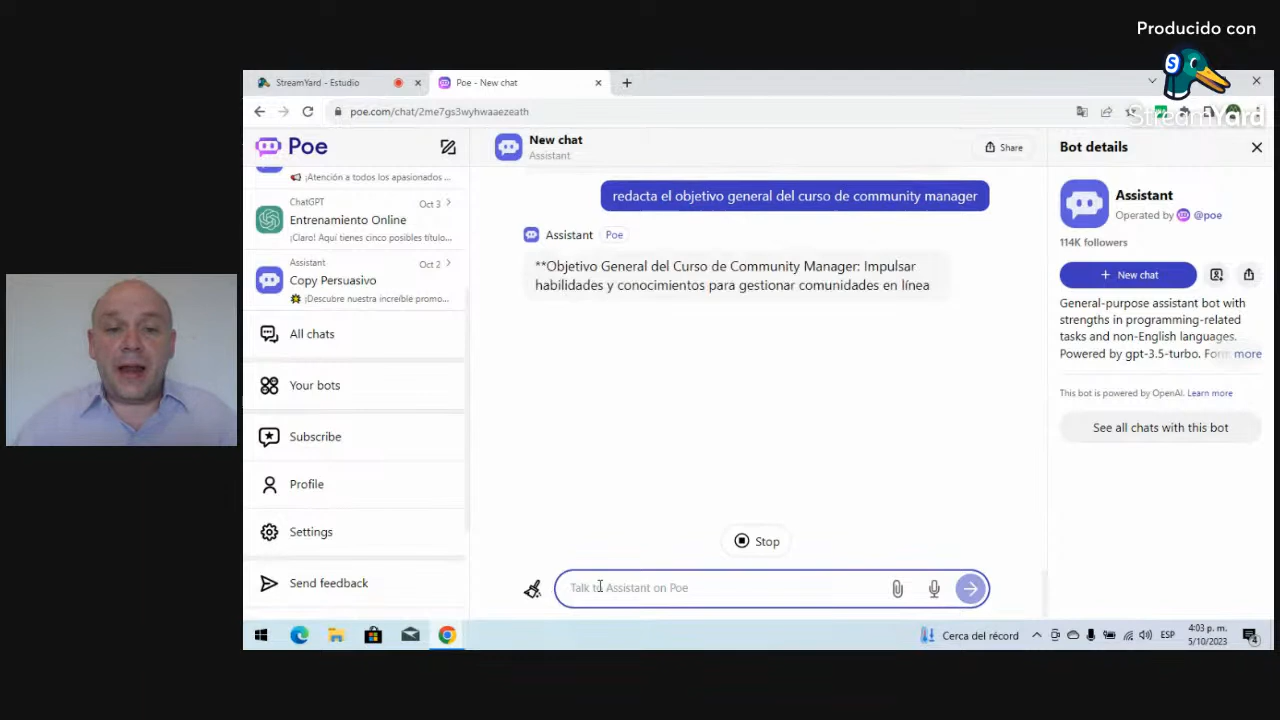 Producido con
StreamYard
StreamYard - Estudio
Poe - New chat
poe.com/chat/2me7gs3wyhwaaezeath
Poe
📢 ¡Atención a todos los apasionados ...
ChatGPT
Oct 3
Entrenamiento Online
¡Claro! Aquí tienes cinco posibles título...
Assistant
Oct 2
Copy Persuasivo
¡Descubre nuestra increíble promo...
All chats
Your bots
Subscribe
Profile
Settings
Send feedback
New chat
Assistant
Share
redacta el objetivo general del curso de community manager
Assistant Poe
**Objetivo General del Curso de Community Manager: Impulsar
habilidades y conocimientos para gestionar comunidades en línea
Stop
Talk to Assistant on Poe
Bot details
Assistant
Operated by @poe
114K followers
+ New chat
General-purpose assistant bot with
strengths in programming-related
tasks and non-English languages.
Powered by gpt-3.5-turbo. more
This bot is powered by OpenAI. Learn more
See all chats with this bot
Cerca del récord
ESP
4:03 p. m.
5/10/2023
4